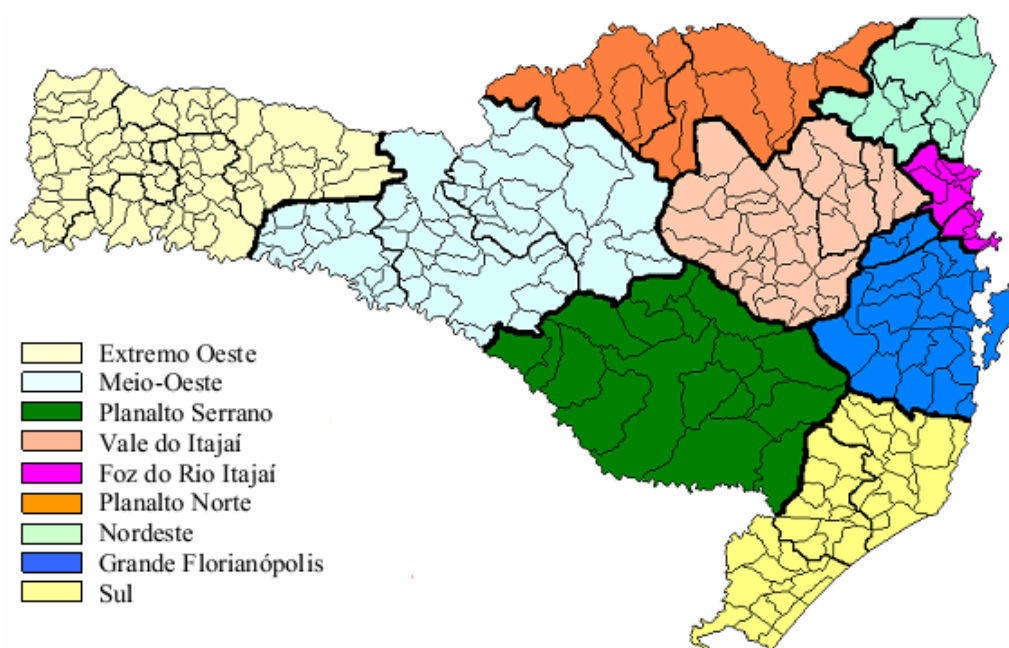 Extremo Oeste
Meio-Oeste
Planalto Serrano
Vale do Itajaí
Foz do Rio Itajaí
Planalto Norte
Nordeste
Grande Florianópolis
Sul